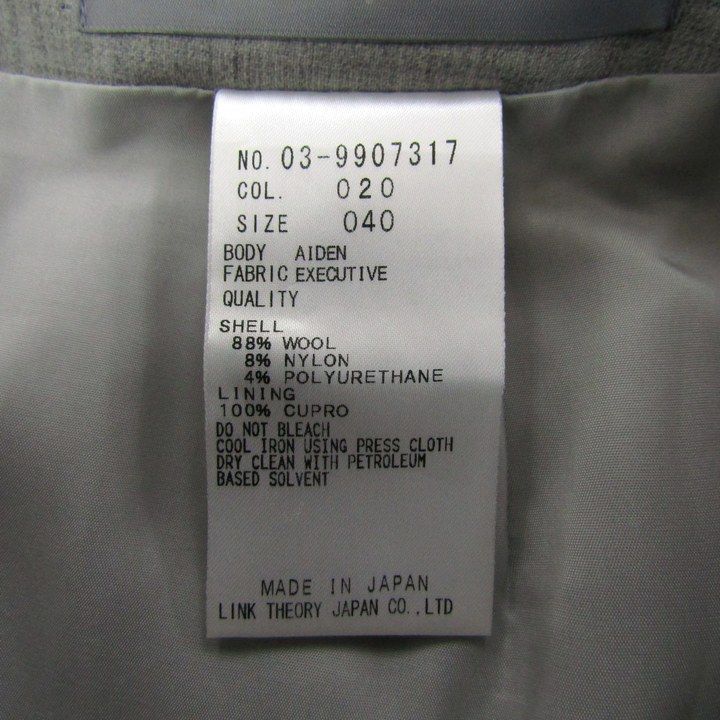 NO. 03-9907317
COL. 020
SIZE 040
BODY AIDEN
FABRIC EXECUTIVE
QUALITY
SHELL
88% WOOL
8% NYLON
4% POLYURETHANE
LINING
100% CUPRO
DO NOT BLEACH
COOL IRON USING PRESS CLOTH
DRY CLEAN WITH PETROLEUM
BASED SOLVENT
MADE IN JAPAN
LINK THEORY JAPAN CO.,LTD